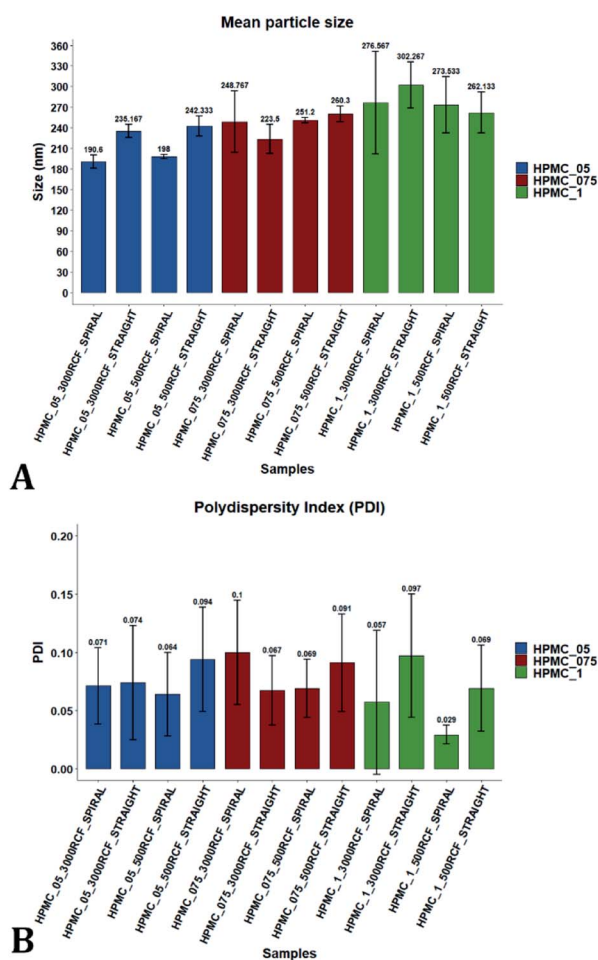 Mean particle size
360
330
300
270
240
210
180
150
120
90
60
30
0
Size (nm)
190.6
235.167
198
242.333
248.767
223.5
251.2
260.3
276.567
302.267
273.533
262.133
HPMC_05
HPMC_075
HPMC_1
HPMC_05_3000RCF_SPIRAL
HPMC_05_3000RCF_STRAIGHT
HPMC_05_500RCF_SPIRAL
HPMC_05_500RCF_STRAIGHT
HPMC_075_3000RCF_SPIRAL
HPMC_075_3000RCF_STRAIGHT
HPMC_075_500RCF_SPIRAL
HPMC_075_500RCF_STRAIGHT
HPMC_1_3000RCF_SPIRAL
HPMC_1_3000RCF_STRAIGHT
HPMC_1_500RCF_SPIRAL
HPMC_1_500RCF_STRAIGHT
Samples
A
Polydispersity Index (PDI)
0.20
0.15
0.10
0.05
0.00
PDI
0.071
0.074
0.064
0.094
0.1
0.067
0.069
0.091
0.057
0.097
0.029
0.069
HPMC_05
HPMC_075
HPMC_1
HPMC_05_3000RCF_SPIRAL
HPMC_05_3000RCF_STRAIGHT
HPMC_05_500RCF_SPIRAL
HPMC_05_500RCF_STRAIGHT
HPMC_075_3000RCF_SPIRAL
HPMC_075_3000RCF_STRAIGHT
HPMC_075_500RCF_SPIRAL
HPMC_075_500RCF_STRAIGHT
HPMC_1_3000RCF_SPIRAL
HPMC_1_3000RCF_STRAIGHT
HPMC_1_500RCF_SPIRAL
HPMC_1_500RCF_STRAIGHT
Samples
B